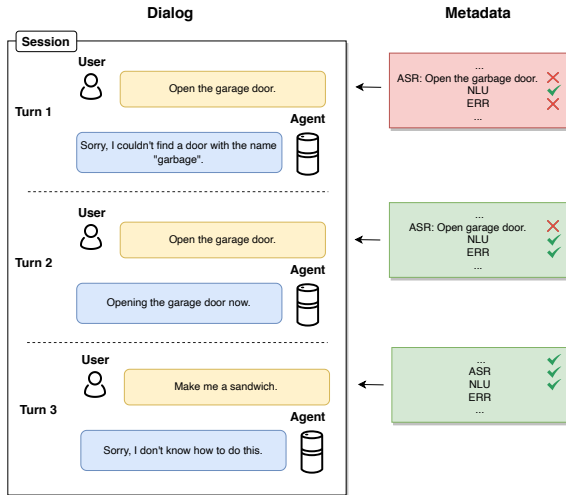 Dialog
Metadata
Session
User
Open the garage door.
Turn 1
Agent
Sorry, I couldn't find a door with the name
"garbage".
...
ASR: Open the garbage door.
NLU
ERR
...
User
Open the garage door.
Turn 2
Agent
Opening the garage door now.
...
ASR: Open garage door.
NLU
ERR
...
User
Make me a sandwich.
Turn 3
Agent
Sorry, I don't know how to do this.
...
ASR
NLU
ERR
...